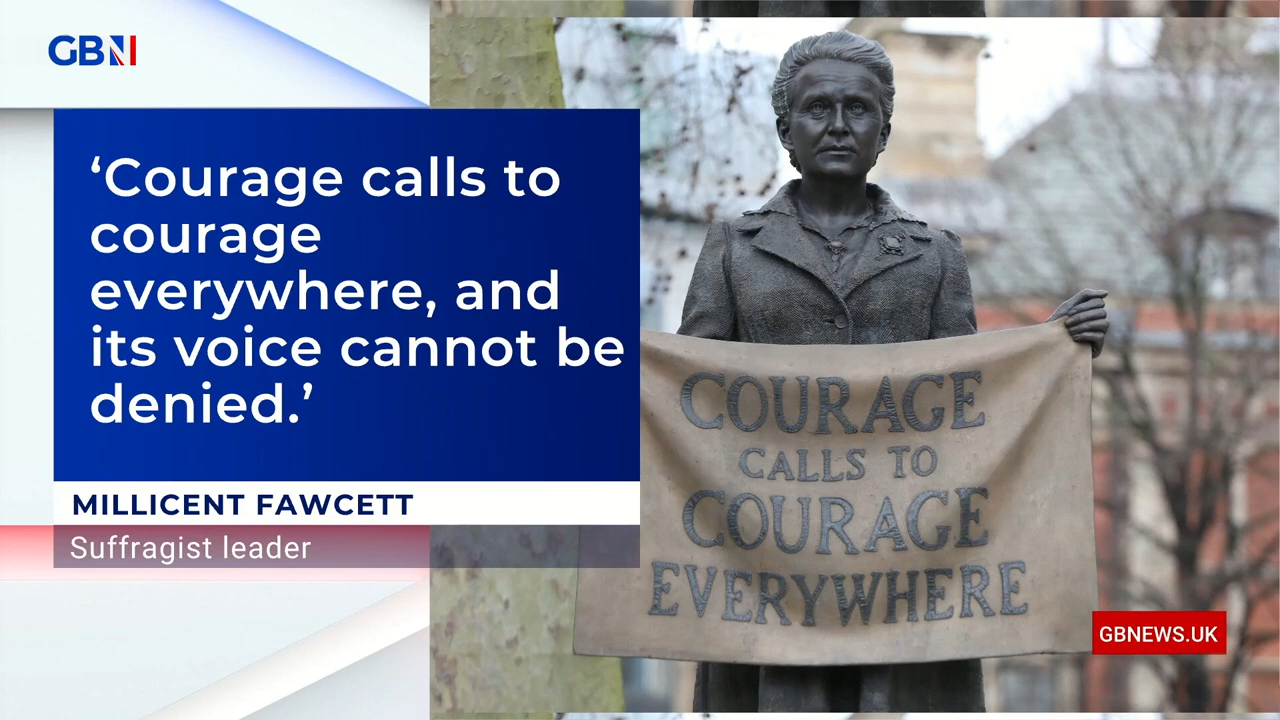 GBN
‘Courage calls to
courage
everywhere, and
its voice cannot be
denied.’
MILLICENT FAWCETT
Suffragist leader
COURAGE
CALLS TO
COURAGE
EVERYWHERE
GBNEWS.UK